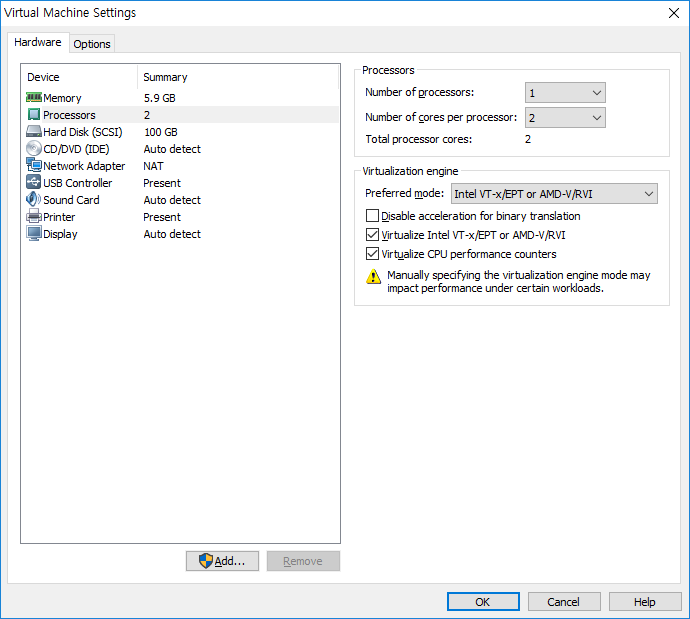 Virtual Machine Settings
Hardware
Options
Device Summary
Memory 5.9 GB
Processors 2
Hard Disk (SCSI) 100 GB
CD/DVD (IDE) Auto detect
Network Adapter NAT
USB Controller Present
Sound Card Auto detect
Printer Present
Display Auto detect
Add...
Remove
Processors
Number of processors: 1
Number of cores per processor: 2
Total processor cores: 2
Virtualization engine
Preferred mode: Intel VT-x/EPT or AMD-V/RVI
Disable acceleration for binary translation
Virtualize Intel VT-x/EPT or AMD-V/RVI
Virtualize CPU performance counters
Manually specifying the virtualization engine mode may
impact performance under certain workloads.
OK
Cancel
Help